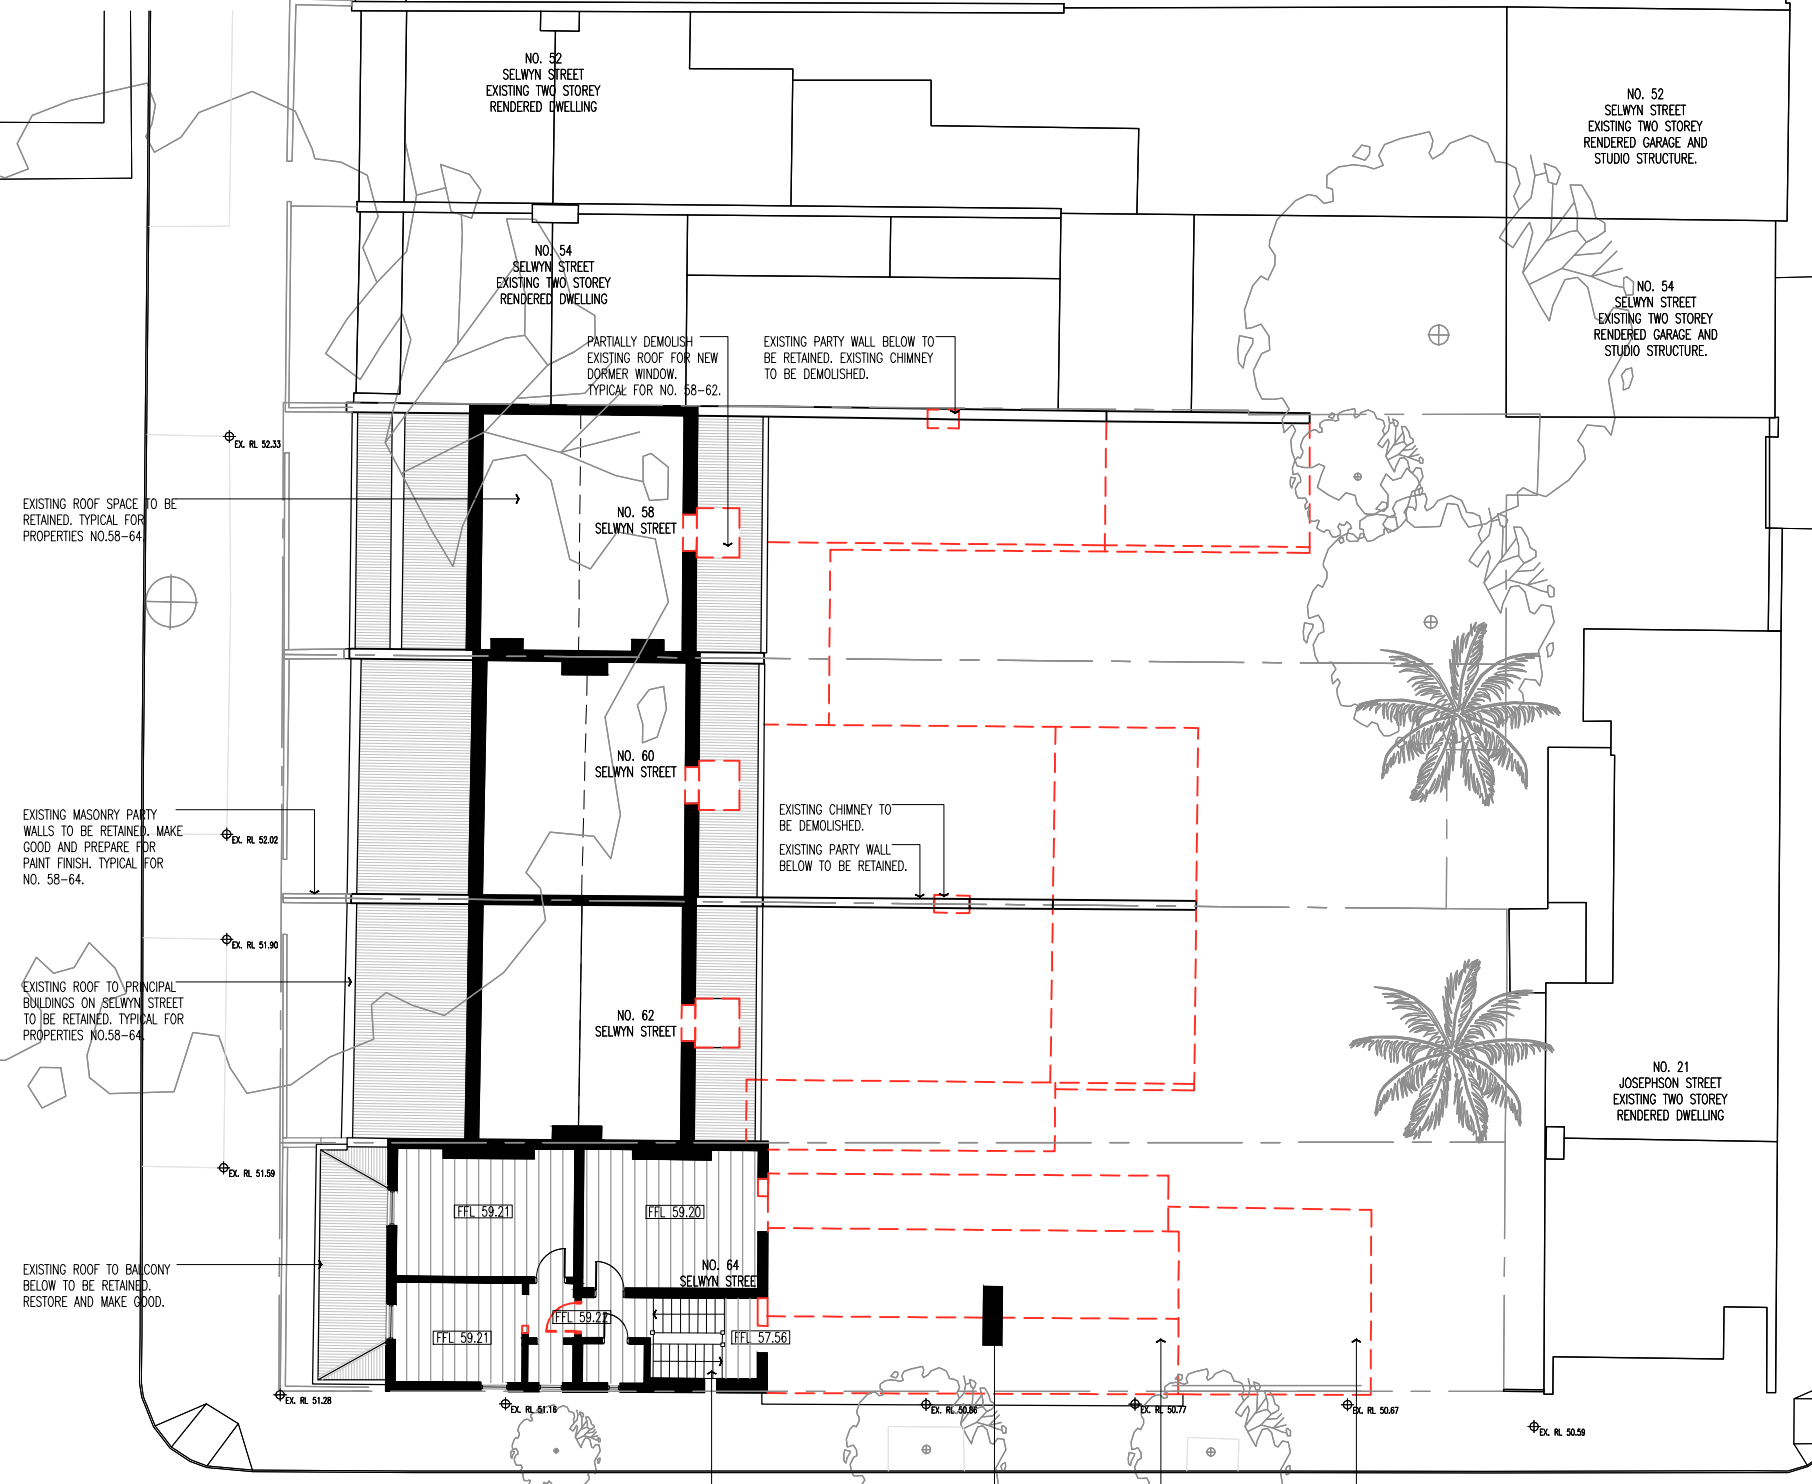 NO. 52
SELWYN STREET
EXISTING TWO STOREY
RENDERED DWELLING
NO. 52
SELWYN STREET
EXISTING TWO STOREY
RENDERED GARAGE AND
STUDIO STRUCTURE.
NO. 54
SELWYN STREET
EXISTING TWO STOREY
RENDERED DWELLING
NO. 54
SELWYN STREET
EXISTING TWO STOREY
RENDERED GARAGE AND
STUDIO STRUCTURE.
PARTIALLY DEMOLISH
EXISTING ROOF FOR NEW
DORMER WINDOW.
TYPICAL FOR NO. 58-62.
EXISTING PARTY WALL BELOW TO
BE RETAINED. EXISTING CHIMNEY
TO BE DEMOLISHED.
EX. RL 52.33
EXISTING ROOF SPACE TO BE
RETAINED. TYPICAL FOR
PROPERTIES NO.58-64.
NO. 58
SELWYN STREET
NO. 60
SELWYN STREET
EXISTING MASONRY PARTY
WALLS TO BE RETAINED. MAKE
GOOD AND PREPARE FOR
PAINT FINISH. TYPICAL FOR
NO. 58-64.
EX. RL 52.02
EXISTING CHIMNEY TO
BE DEMOLISHED.
EXISTING PARTY WALL
BELOW TO BE RETAINED.
EX. RL 51.90
EXISTING ROOF TO PRINCIPAL
BUILDINGS ON SELWYN STREET
TO BE RETAINED. TYPICAL FOR
PROPERTIES NO.58-64.
NO. 62
SELWYN STREET
NO. 21
JOSEPHSON STREET
EXISTING TWO STOREY
RENDERED DWELLING
EX. RL 51.59
FFL 59.21
FFL 59.20
EXISTING ROOF TO BALCONY
BELOW TO BE RETAINED.
RESTORE AND MAKE GOOD.
NO. 64
SELWYN STREET
FFL 59.22
FFL 59.21
FFL 57.56
EX. RL 51.28
EX. RL 51.16
EX. RL 50.86
EX. RL 50.77
EX. RL 50.67
EX. RL 50.59